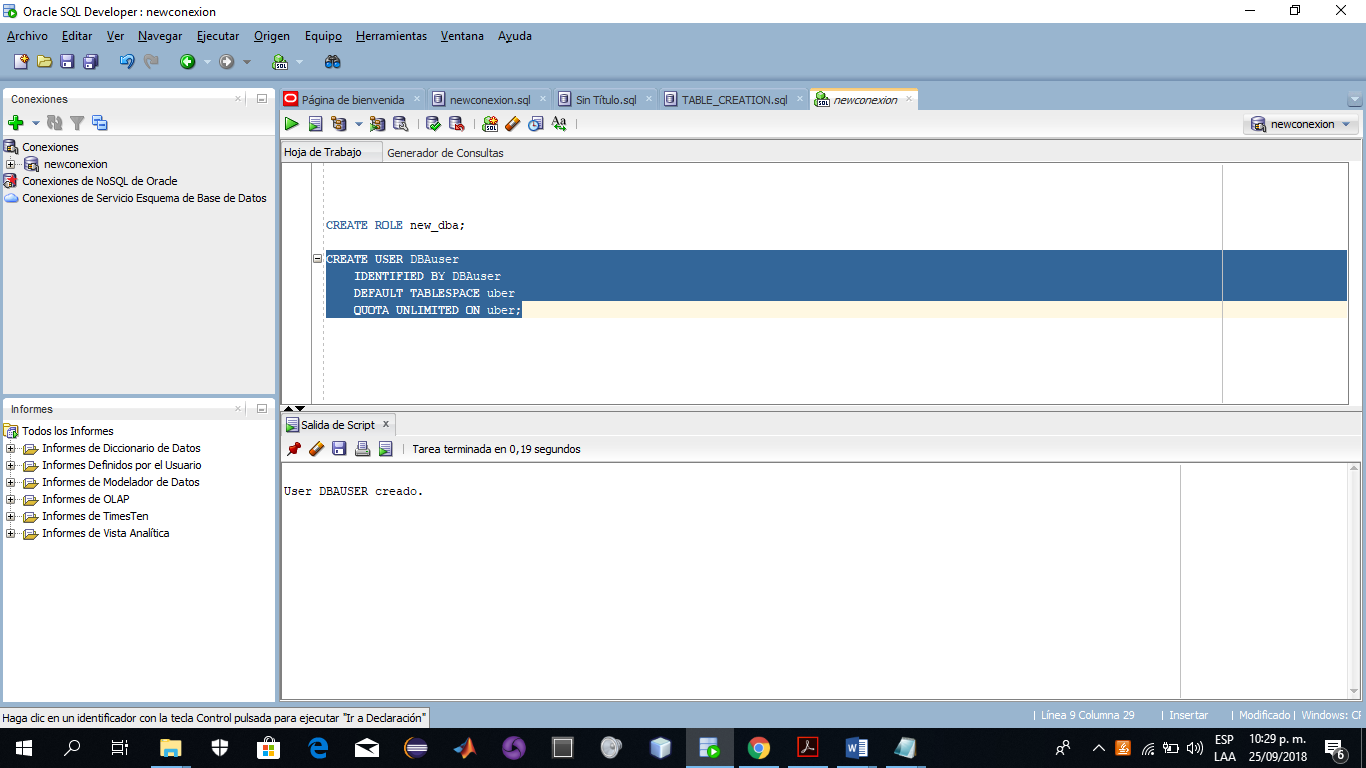 Oracle SQL Developer : newconexion
Archivo Editar Ver Navegar Ejecutar Origen Equipo Herramientas Ventana Ayuda
Conexiones
Conexiones
newconexion
Conexiones de NoSQL de Oracle
Conexiones de Servicio Esquema de Base de Datos
Informes
Todos los Informes
Informes de Diccionario de Datos
Informes Definidos por el Usuario
Informes de Modelador de Datos
Informes de OLAP
Informes de TimesTen
Informes de Vista Analítica
Página de bienvenida newconexion.sql Sin Título.sql TABLE_CREATION.sql newconexion
newconexion
Hoja de Trabajo Generador de Consultas
CREATE ROLE new_dba;
CREATE USER DBAuser
IDENTIFIED BY DBAuser
DEFAULT TABLESPACE uber
QUOTA UNLIMITED ON uber;
Salida de Script
Tarea terminada en 0,19 segundos
User DBAUSER creado.
Haga clic en un identificador con la tecla Control pulsada para ejecutar "Ir a Declaración"
Línea 9 Columna 29 Insertar Modificado Windows: CF
ESP 10:29 p. m.
LAA 25/09/2018 6